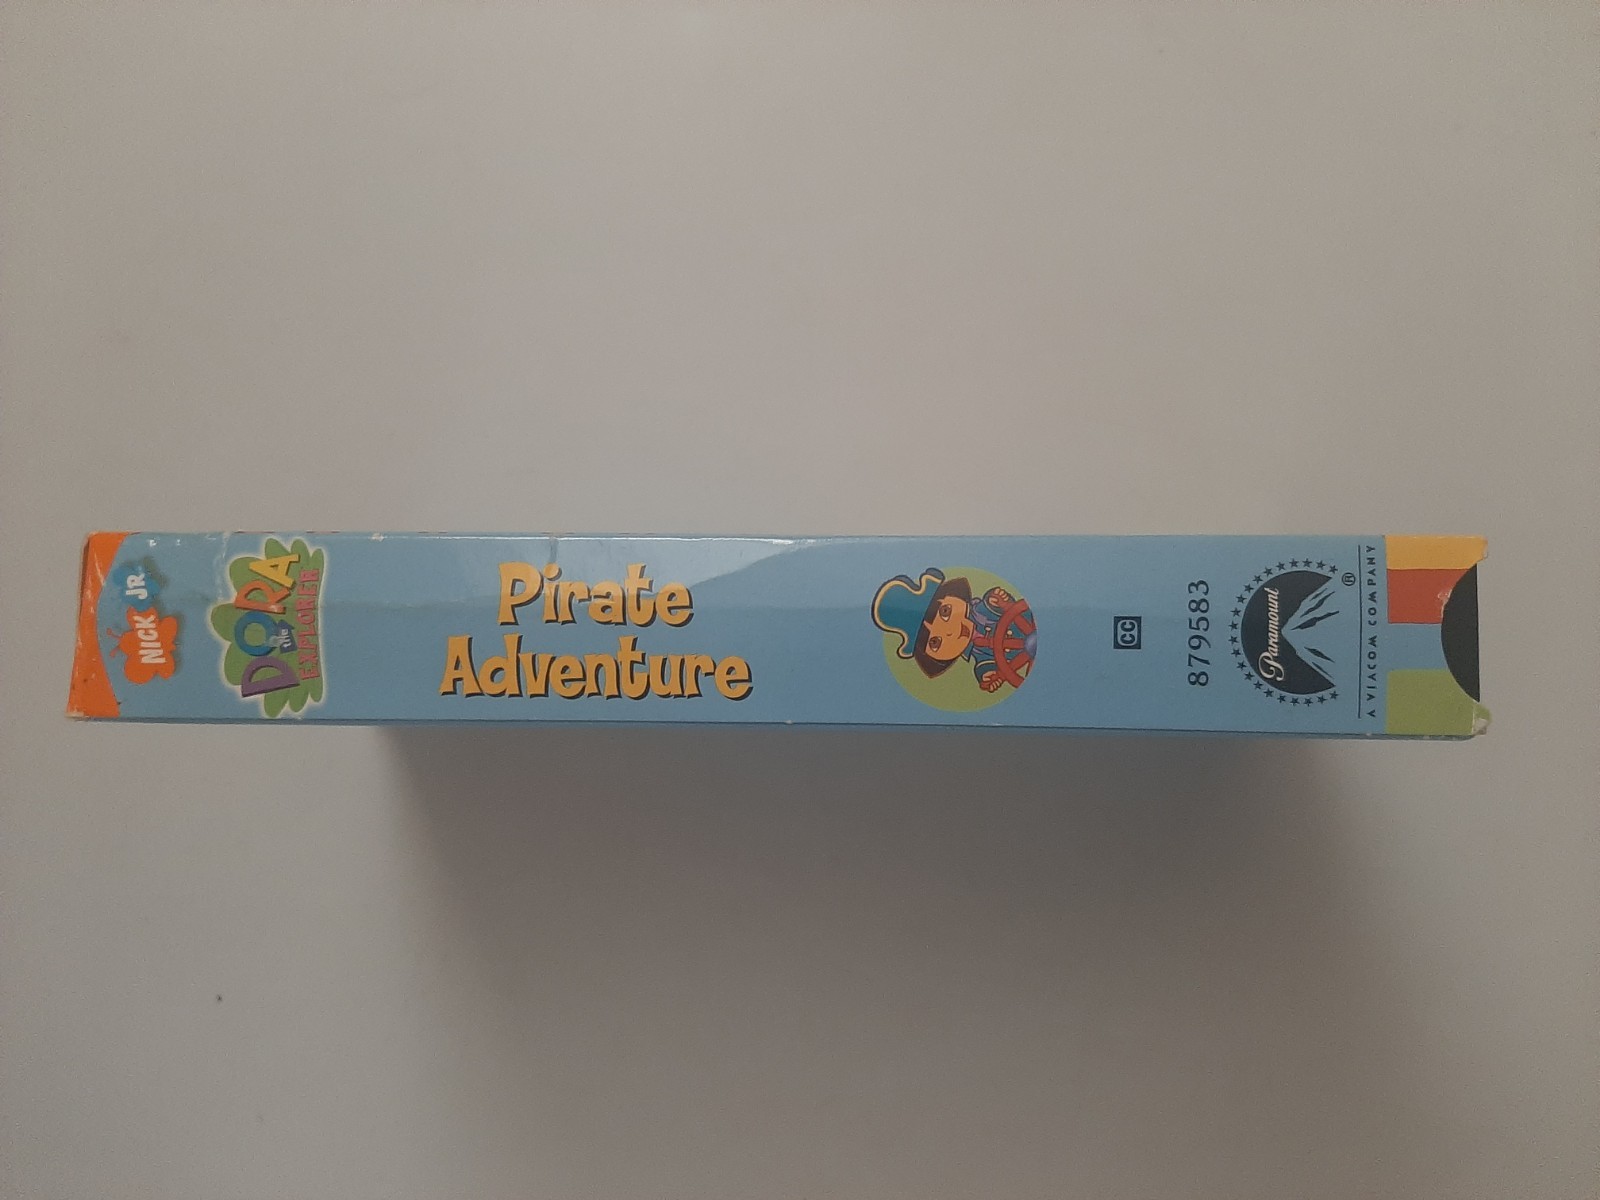 NICK JR
DORA
the
EXPLORER
Pirate
Adventure
CC
879583
Paramount
®
A VIACOM COMPANY